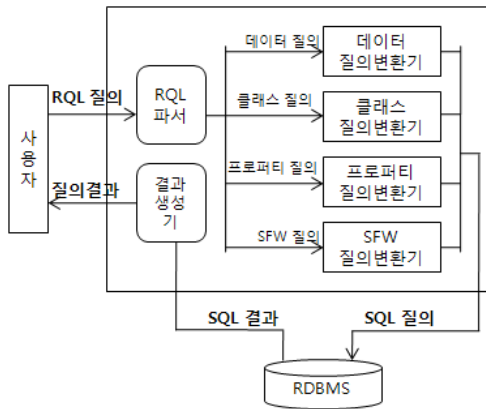 데이터 질의
데이터
질의변환기
RQL 질의
RQL
파서
클래스 질의
클래스
질의변환기
사
용
자
질의결과
결과
생성
기
프로퍼티 질의
프로퍼티
질의변환기
SFW 질의
SFW
질의변환기
SQL 결과
SQL 질의
RDBMS